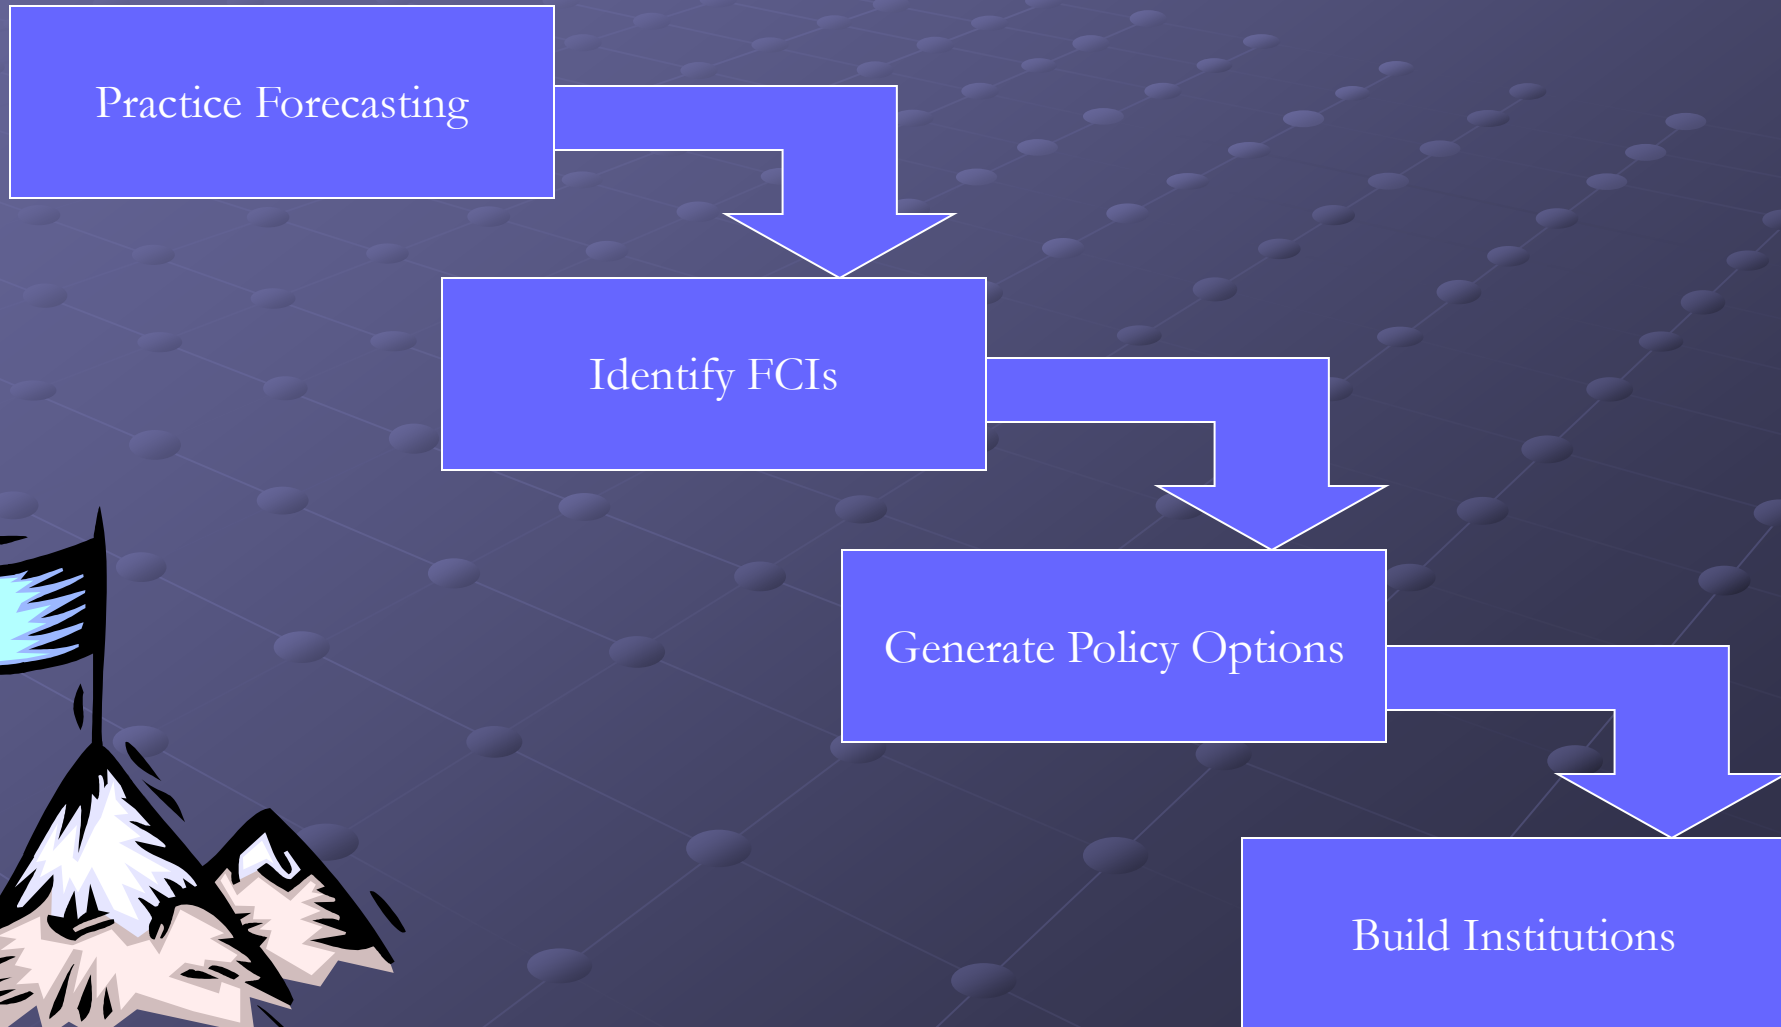 Practice Forecasting
Identify FCIs
Generate Policy Options
Build Institutions